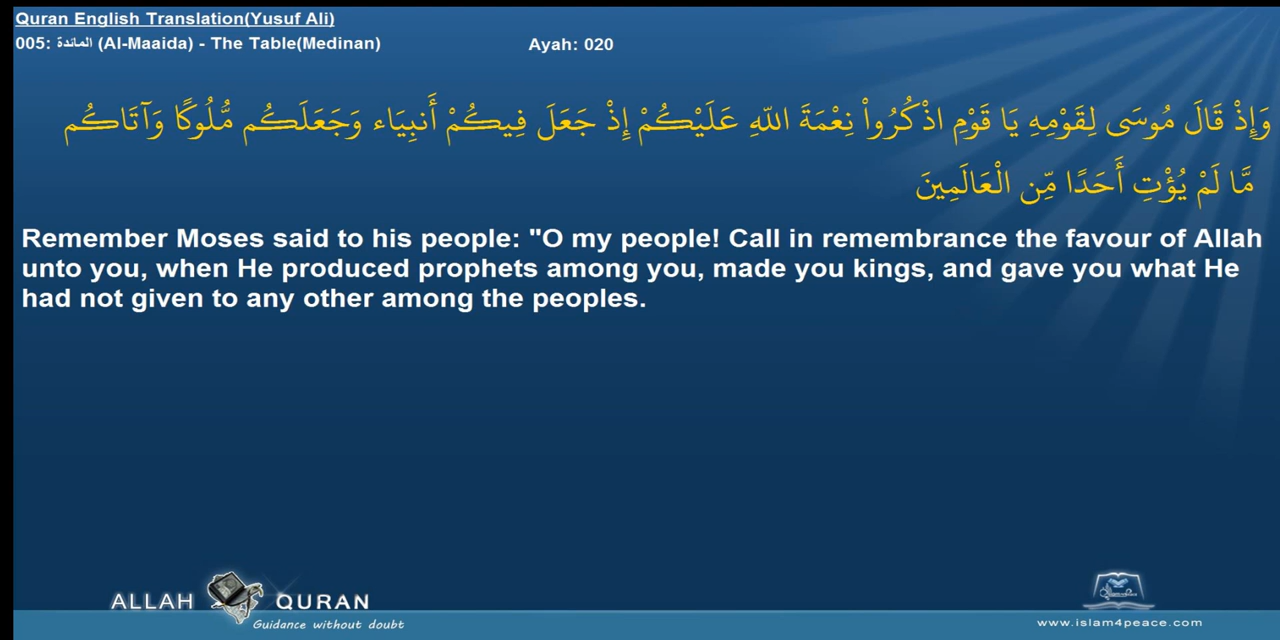 Quran English Translation(Yusuf Ali)
005: المائدة (Al-Maaida) - The Table(Medinan)
Ayah: 020
وَإِذْ قَالَ مُوسَى لِقَوْمِهِ يَا قَوْمِ اذْكُرُواْ نِعْمَةَ اللّهِ عَلَيْكُمْ إِذْ جَعَلَ فِيكُمْ أَنبِيَاء وَجَعَلَكُم مُّلُوكًا وَآتَاكُم
مَّا لَمْ يُؤْتِ أَحَدًا مِّن الْعَالَمِينَ
Remember Moses said to his people: "O my people! Call in remembrance the favour of Allah
unto you, when He produced prophets among you, made you kings, and gave you what He
had not given to any other among the peoples.
ALLAH QURAN
Guidance without doubt
www.islam4peace.com